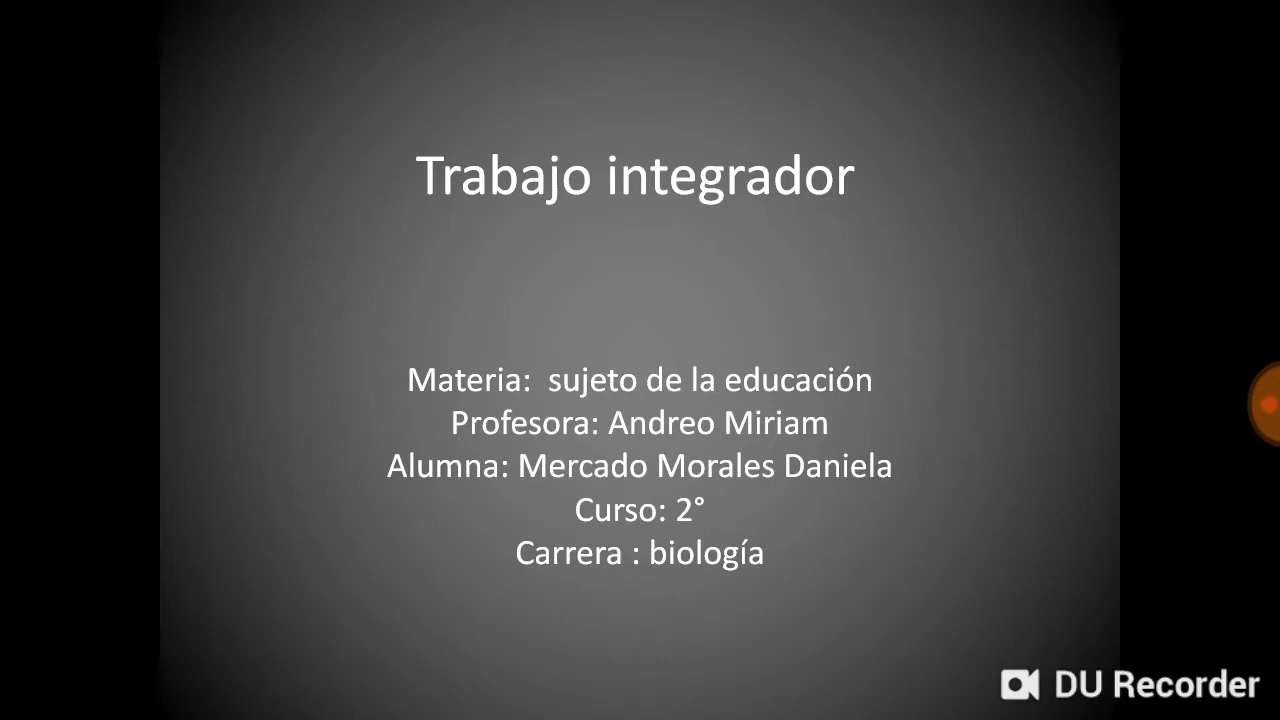 Trabajo integrador
Materia:  sujeto de la educación
Profesora: Andreo Miriam
Alumna: Mercado Morales Daniela
Curso: 2°
Carrera : biología
DU Recorder